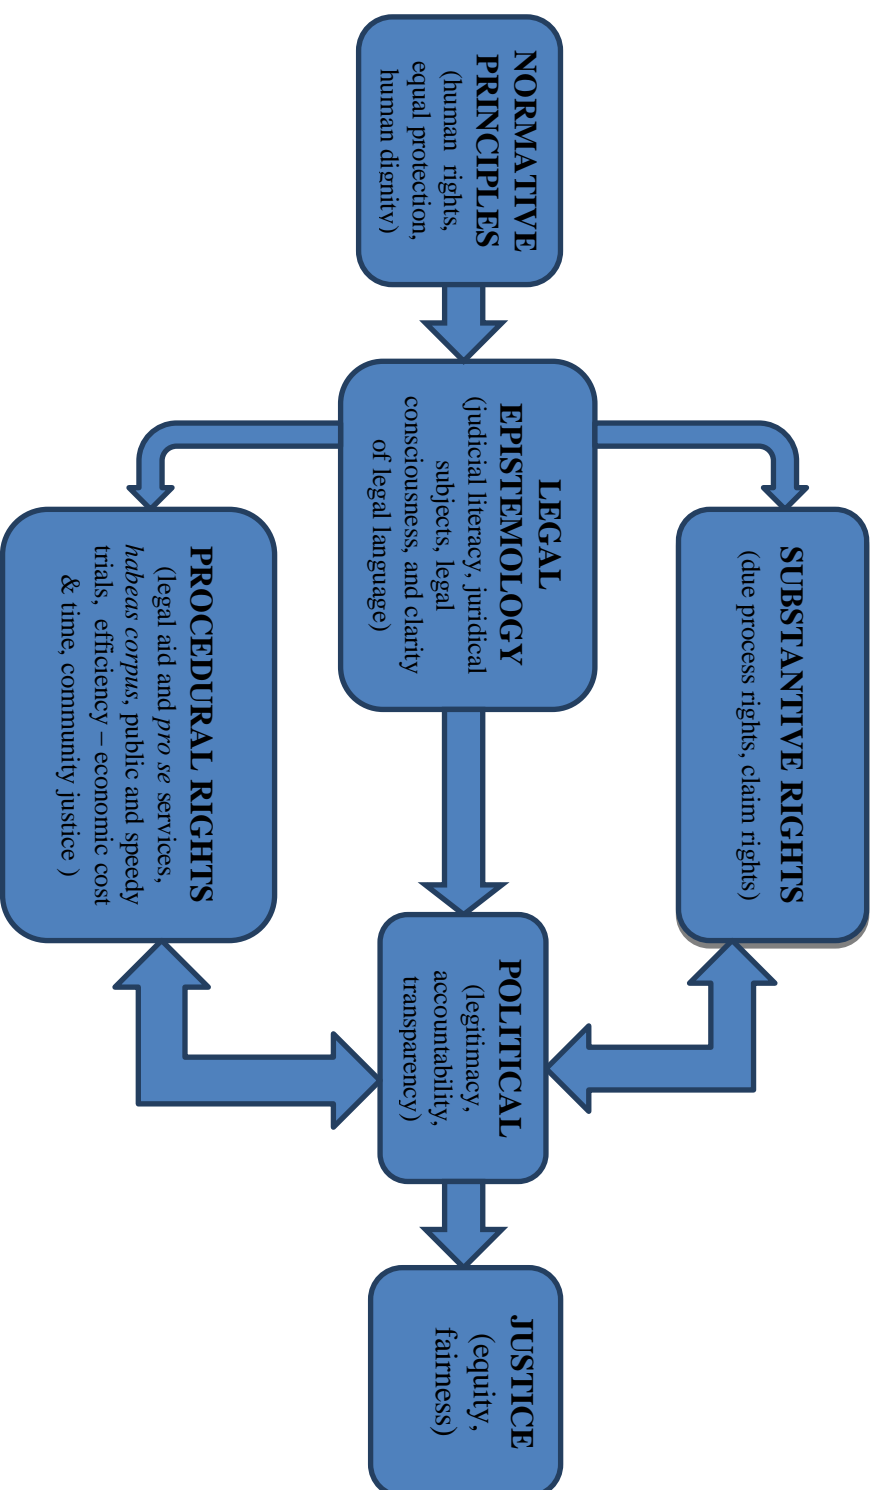 NORMATIVE
PRINCIPLES
(human rights,
equal protection,
human dignity)
LEGAL
EPISTEMOLOGY
(judicial literacy, juridical
subjects, legal
consciousness, and clarity
of legal language)
SUBSTANTIVE RIGHTS
(due process rights, claim rights)
PROCEDURAL RIGHTS
(legal aid and pro se services,
habeas corpus, public and speedy
trials, efficiency – economic cost
& time, community justice )
POLITICAL
(legitimacy,
accountability,
transparency)
JUSTICE
(equity,
fairness)